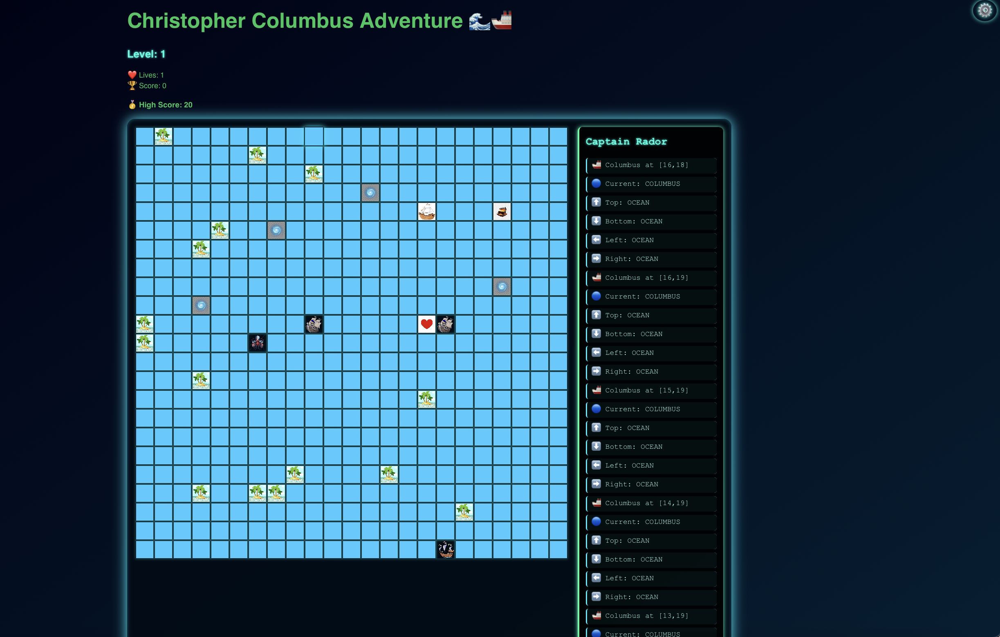 Christopher Columbus Adventure 🌊🚢
Level: 1
❤️ Lives: 1
🏆 Score: 0
🥇 High Score: 20
Captain Rador
🚢 Columbus at [16,18]
🔵 Current: COLUMBUS
⬆️ Top: OCEAN
⬇️ Bottom: OCEAN
⬅️ Left: OCEAN
➡️ Right: OCEAN
🚢 Columbus at [16,19]
🔵 Current: COLUMBUS
⬆️ Top: OCEAN
⬇️ Bottom: OCEAN
⬅️ Left: OCEAN
➡️ Right: OCEAN
🚢 Columbus at [15,19]
🔵 Current: COLUMBUS
⬆️ Top: OCEAN
⬇️ Bottom: OCEAN
⬅️ Left: OCEAN
➡️ Right: OCEAN
🚢 Columbus at [14,19]
🔵 Current: COLUMBUS
⬆️ Top: OCEAN
⬇️ Bottom: OCEAN
⬅️ Left: OCEAN
➡️ Right: OCEAN
🚢 Columbus at [13,19]
🔵 Current: COLUMBUS